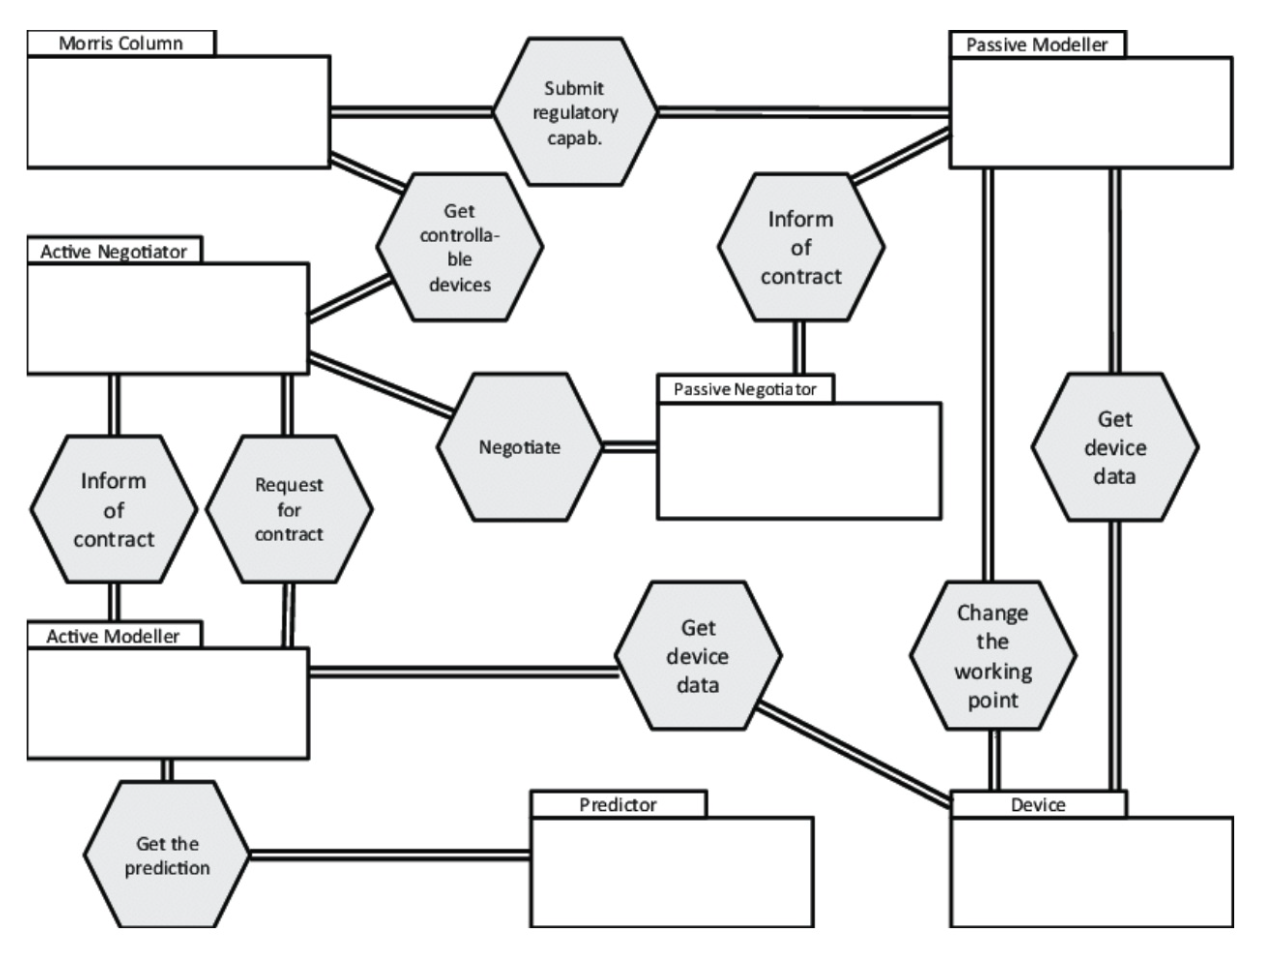 Morris Column
Passive Modeller
Submit
regulatory
capab.
Get
controlla-
ble
devices
Inform
of
contract
Active Negotiator
Negotiate
Passive Negotiator
Get
device
data
Inform
of
contract
Request
for
contract
Active Modeller
Get
device
data
Change
the
working
point
Get the
prediction
Predictor
Device